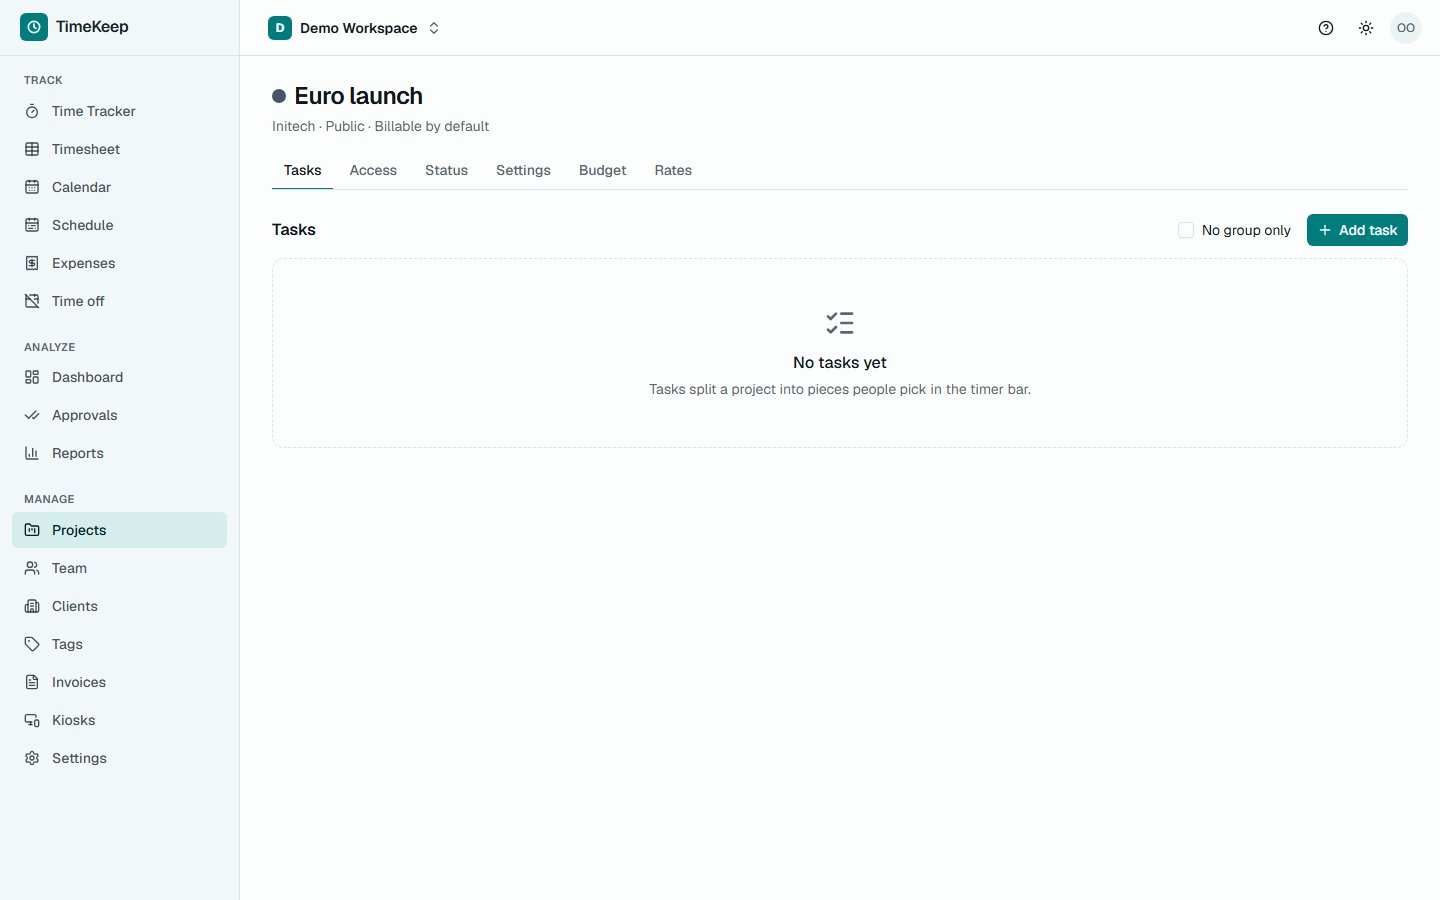 TimeKeep
D Demo Workspace
OO
TRACK
Time Tracker
Timesheet
Calendar
Schedule
Expenses
Time off
ANALYZE
Dashboard
Approvals
Reports
MANAGE
Projects
Team
Clients
Tags
Invoices
Kiosks
Settings
Euro launch
Initech · Public · Billable by default
Tasks Access Status Settings Budget Rates
Tasks
No group only
Add task
No tasks yet
Tasks split a project into pieces people pick in the timer bar.